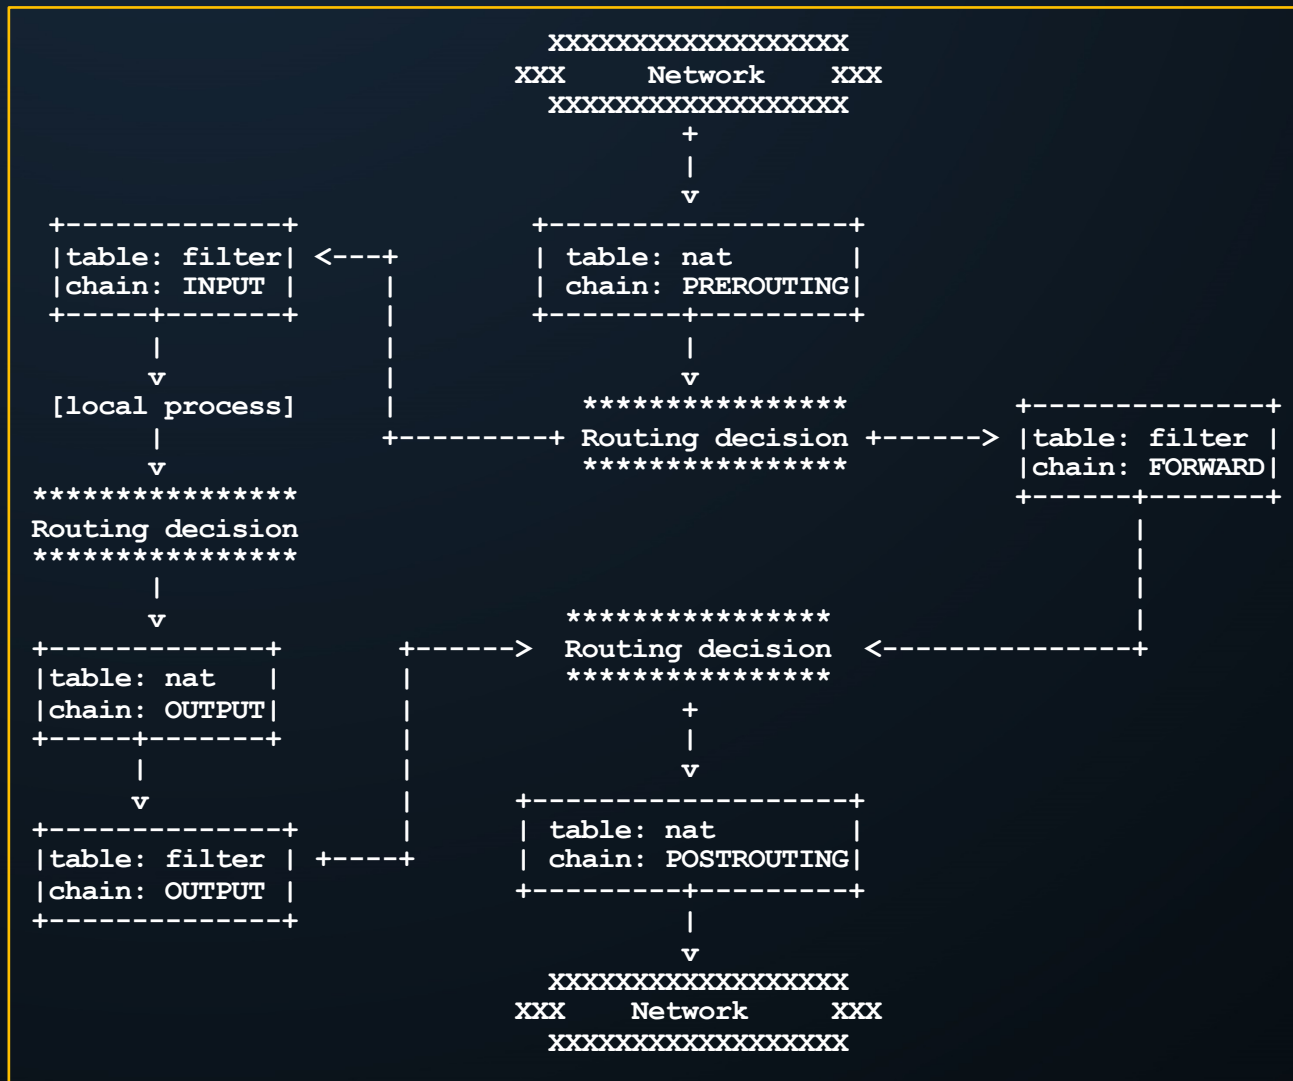 XXXXXXXXXXXXXXXXXX
                             XXX     Network    XXX
                               XXXXXXXXXXXXXXXXXX
                                       +
                                       |
                                       v
 +-------------+              +------------------+
 |table: filter| <---+        | table: nat       |
 |chain: INPUT |     |        | chain: PREROUTING|
 +-----+-------+     |        +--------+---------+
       |             |                 |
       v             |                 v
 [local process]     |           ****************          +--------------+
       |             +---------+ Routing decision +------> |table: filter |
       v                         ****************          |chain: FORWARD|
****************                                           +------+-------+
Routing decision                                                  |
****************                                                  |
       |                                                          |
       v                        ****************                  |
+-------------+       +------>  Routing decision  <---------------+
|table: nat   |       |         ****************
|chain: OUTPUT|       |                +
+-----+-------+       |                |
      |               |                v
      v               |      +-------------------+
+--------------+      |      | table: nat        |
|table: filter | +----+      | chain: POSTROUTING|
|chain: OUTPUT |             +---------+---------+
+--------------+                       |
                                       v
                               XXXXXXXXXXXXXXXXXX
                             XXX    Network     XXX
                               XXXXXXXXXXXXXXXXXX